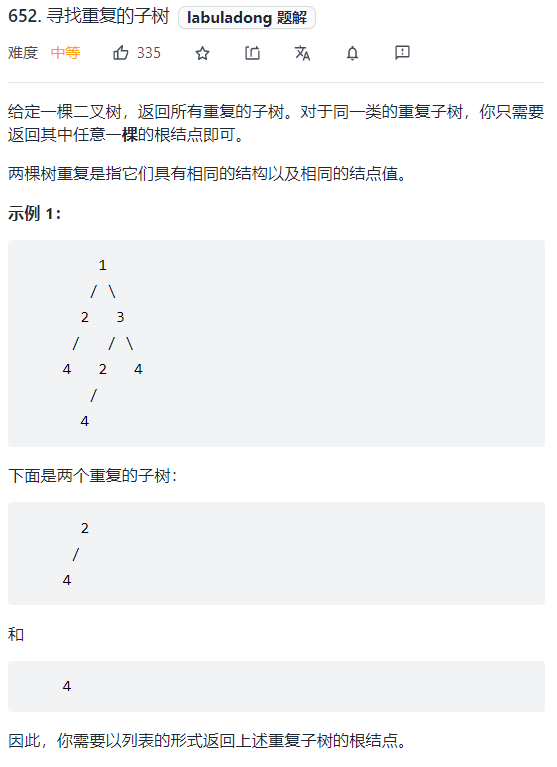 652. 寻找重复的子树 labuladong 题解
难度 中等 335
给定一棵二叉树，返回所有重复的子树。对于同一类的重复子树，你只需要
返回其中任意一棵的根结点即可。
两棵树重复是指它们具有相同的结构以及相同的结点值。
示例 1：
1
/ \
2 3
/ / \
4 2 4
/
4
下面是两个重复的子树：
2
/
4
和
4
因此，你需要以列表的形式返回上述重复子树的根结点。